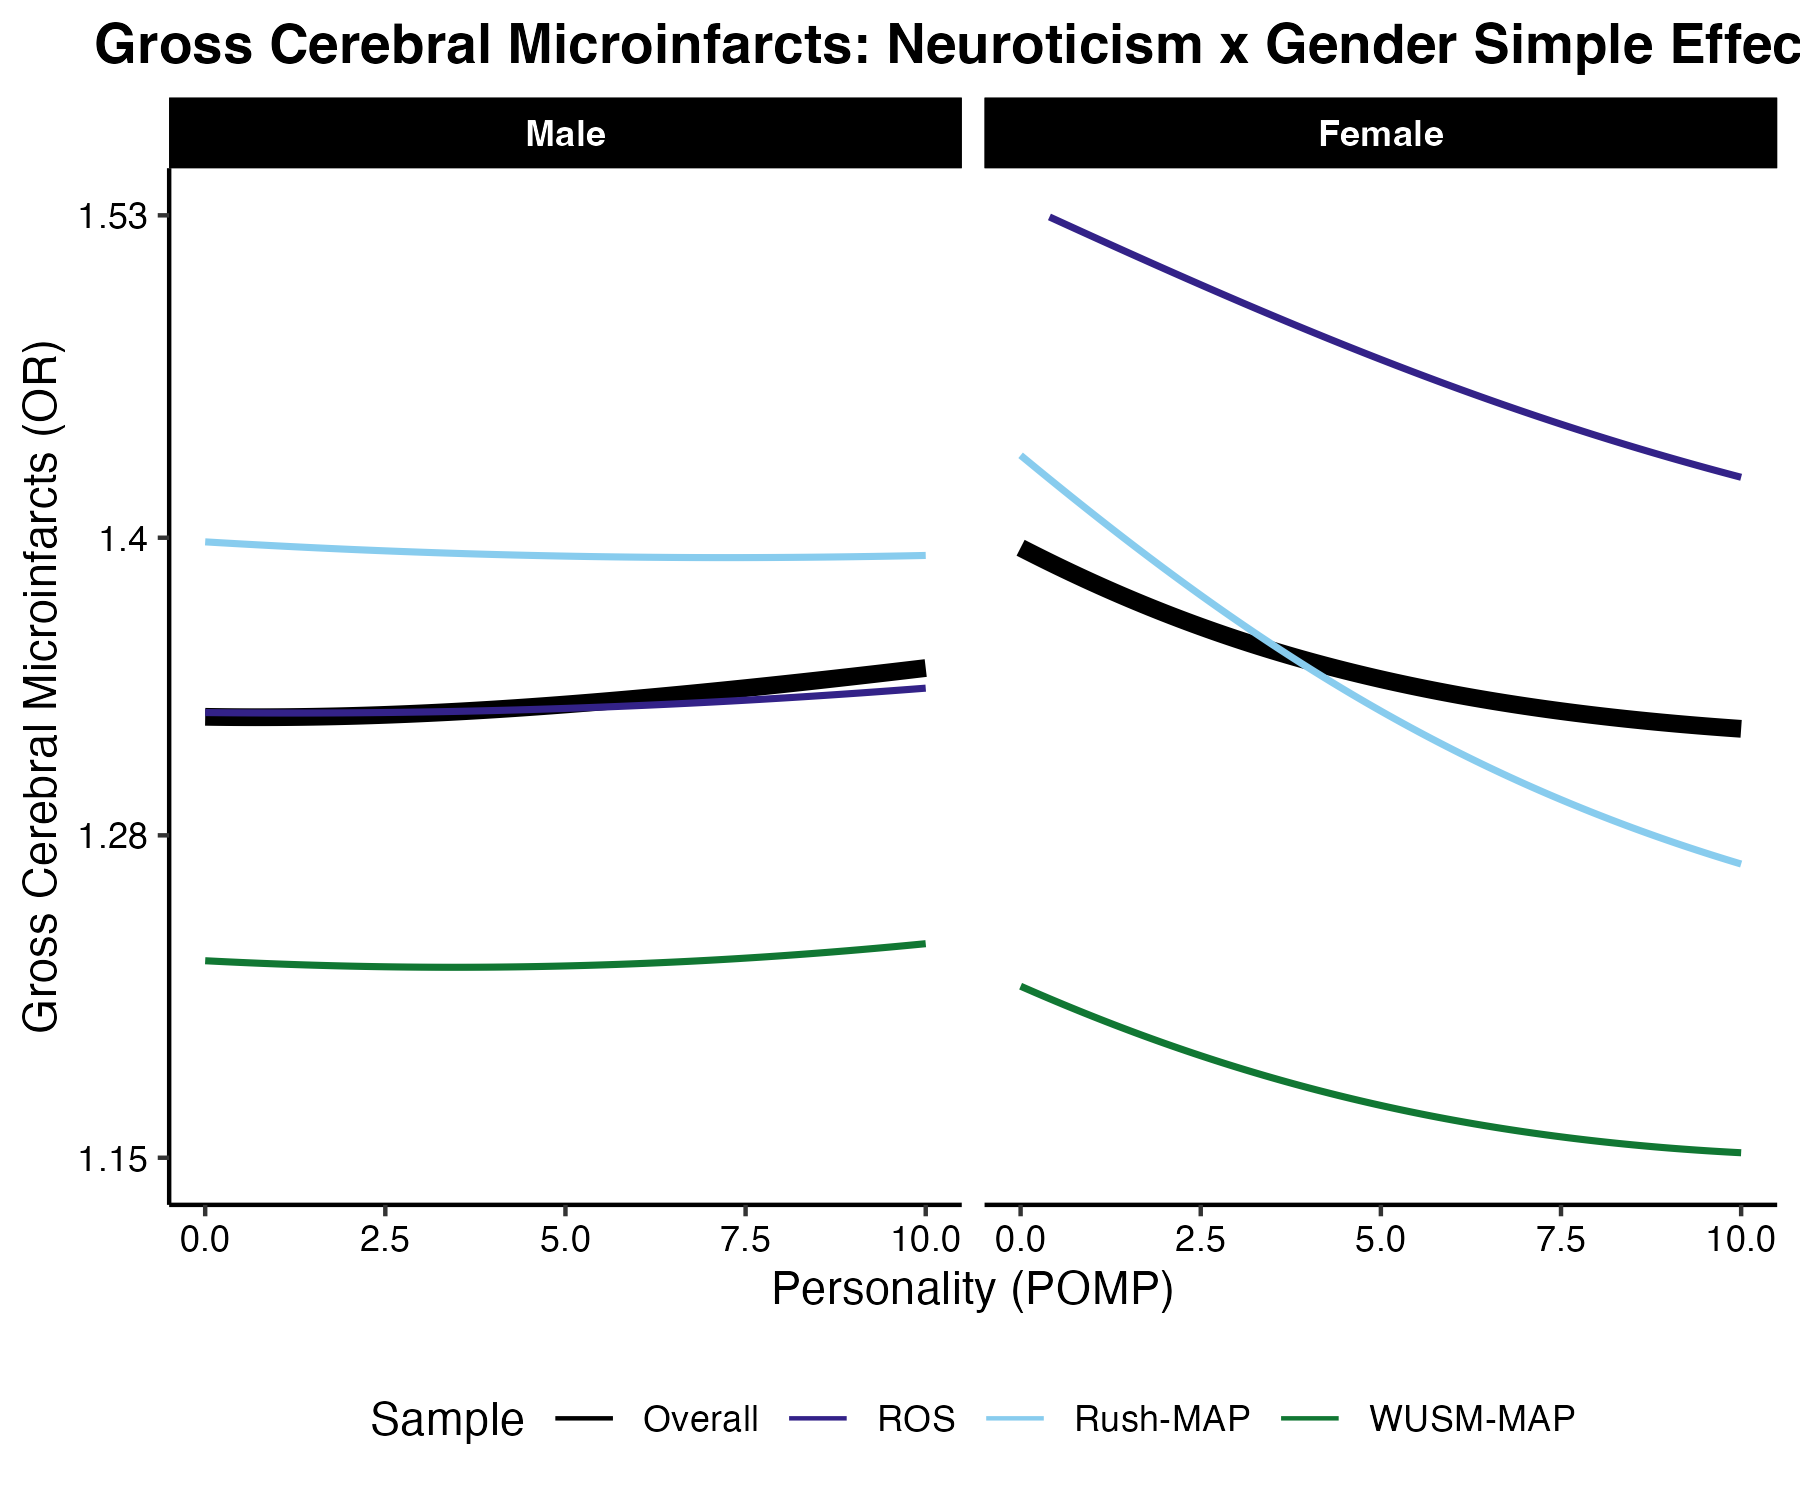 Gross Cerebral Microinfarcts: Neuroticism x Gender Simple Effec
Male
Female
Gross Cerebral Microinfarcts (OR)
1.53
1.4
1.28
1.15
0.0 2.5 5.0 7.5 10.0
0.0 2.5 5.0 7.5 10.0
Personality (POMP)
Sample Overall ROS Rush-MAP WUSM-MAP